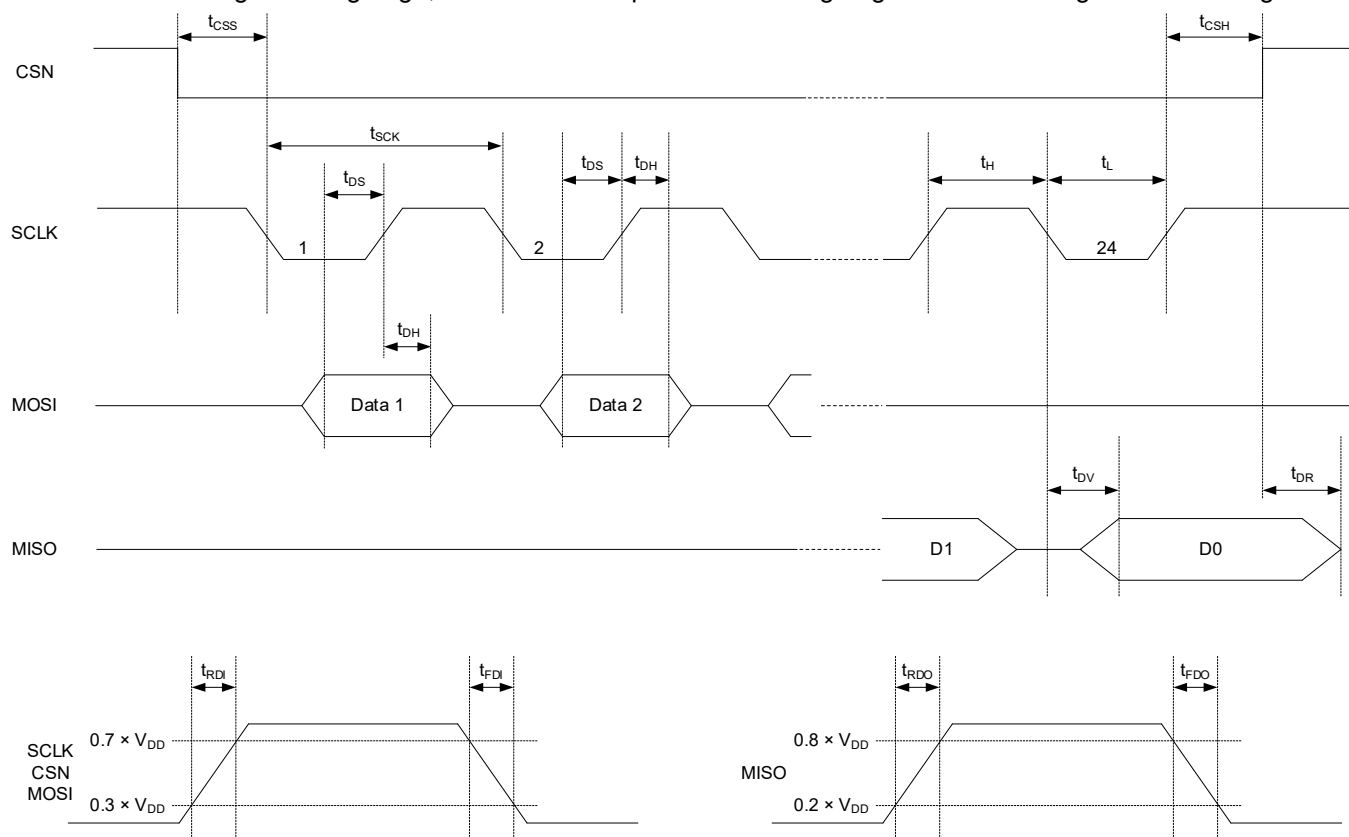 tCSS
tCSH
CSN
tSCK
tDS tDH tH tL
tDS
SCLK
1 2 24
tDH
MOSI Data 1 Data 2
tDV tDR
MISO D1 D0
tRDI tFDI tRDO tFDO
0.7 × VDD 0.8 × VDD
SCLK
CSN
MOSI
MISO
0.3 × VDD 0.2 × VDD